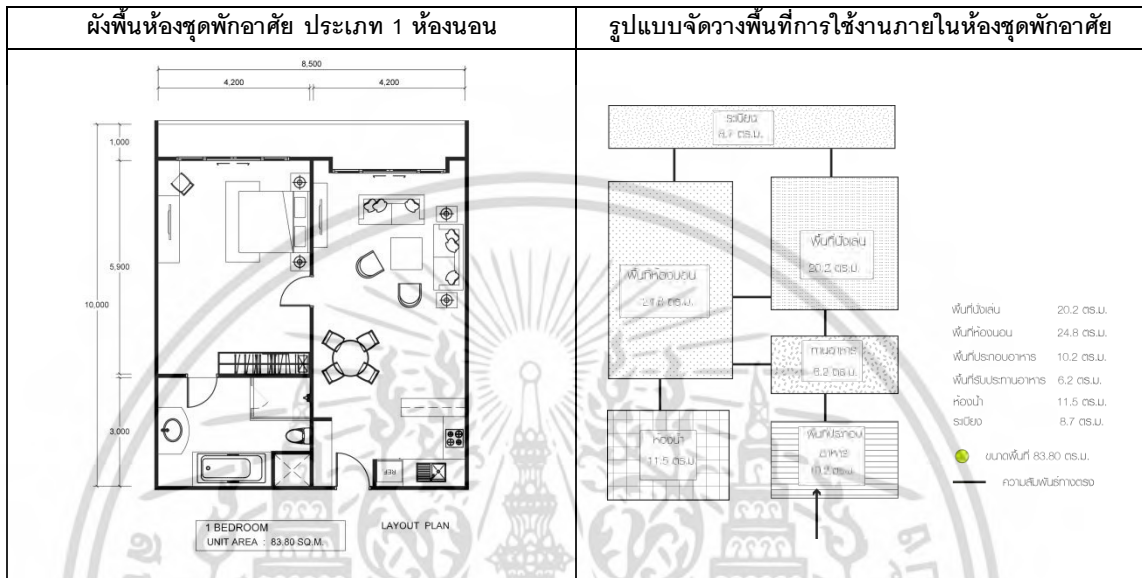 ผังพื้นห้องชุดพักอาศัย ประเภท 1 ห้องนอน
รูปแบบจัดวางพื้นที่การใช้งานภายในห้องชุดพักอาศัย
8,500
4,200
4,200
1,000
5,900
10,000
3,000
REF
1 BEDROOM
UNIT AREA : 83.80 SQ.M.
LAYOUT PLAN
ระเบียง
8.7 ตร.ม.
พื้นที่นั่งเล่น
20.2 ตร.ม.
พื้นที่ห้องนอน
24.8 ตร.ม.
ทานอาหาร
6.2 ตร.ม.
ห้องน้ำ
11.5 ตร.ม
พื้นที่ประกอบ
อาหาร
10.2 ตร.ม.
พื้นที่นั่งเล่น 20.2 ตร.ม.
พื้นที่ห้องนอน 24.8 ตร.ม.
พื้นที่ประกอบอาหาร 10.2 ตร.ม.
พื้นที่รับประทานอาหาร 6.2 ตร.ม.
ห้องน้ำ 11.5 ตร.ม.
ระเบียง 8.7 ตร.ม.
ขนาดพื้นที่ 83.80 ตร.ม.
ความสัมพันธ์ทางตรง